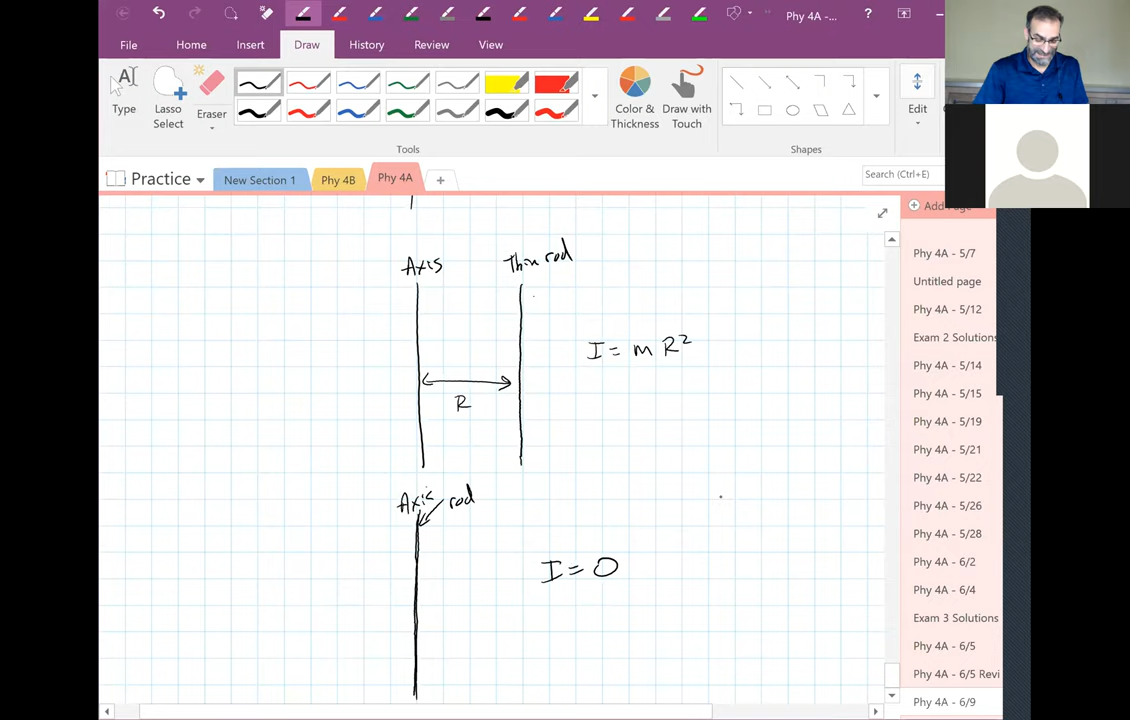 Phy 4A -...
?
File
Home
Insert
Draw
History
Review
View
Type
Lasso Select
Eraser
Color & Thickness
Draw with Touch
Edit
Tools
Shapes
Practice
New Section 1
Phy 4B
Phy 4A
+
Search (Ctrl+E)
Add Page
Phy 4A - 5/7
Untitled page
Phy 4A - 5/12
Exam 2 Solutions
Phy 4A - 5/14
Phy 4A - 5/15
Phy 4A - 5/19
Phy 4A - 5/21
Phy 4A - 5/22
Phy 4A - 5/26
Phy 4A - 5/28
Phy 4A - 6/2
Phy 4A - 6/4
Exam 3 Solutions
Phy 4A - 6/5
Phy 4A - 6/5 Revi
Phy 4A - 6/9
Axis Thin rod
I = m R²
R
Axis rod
I = 0